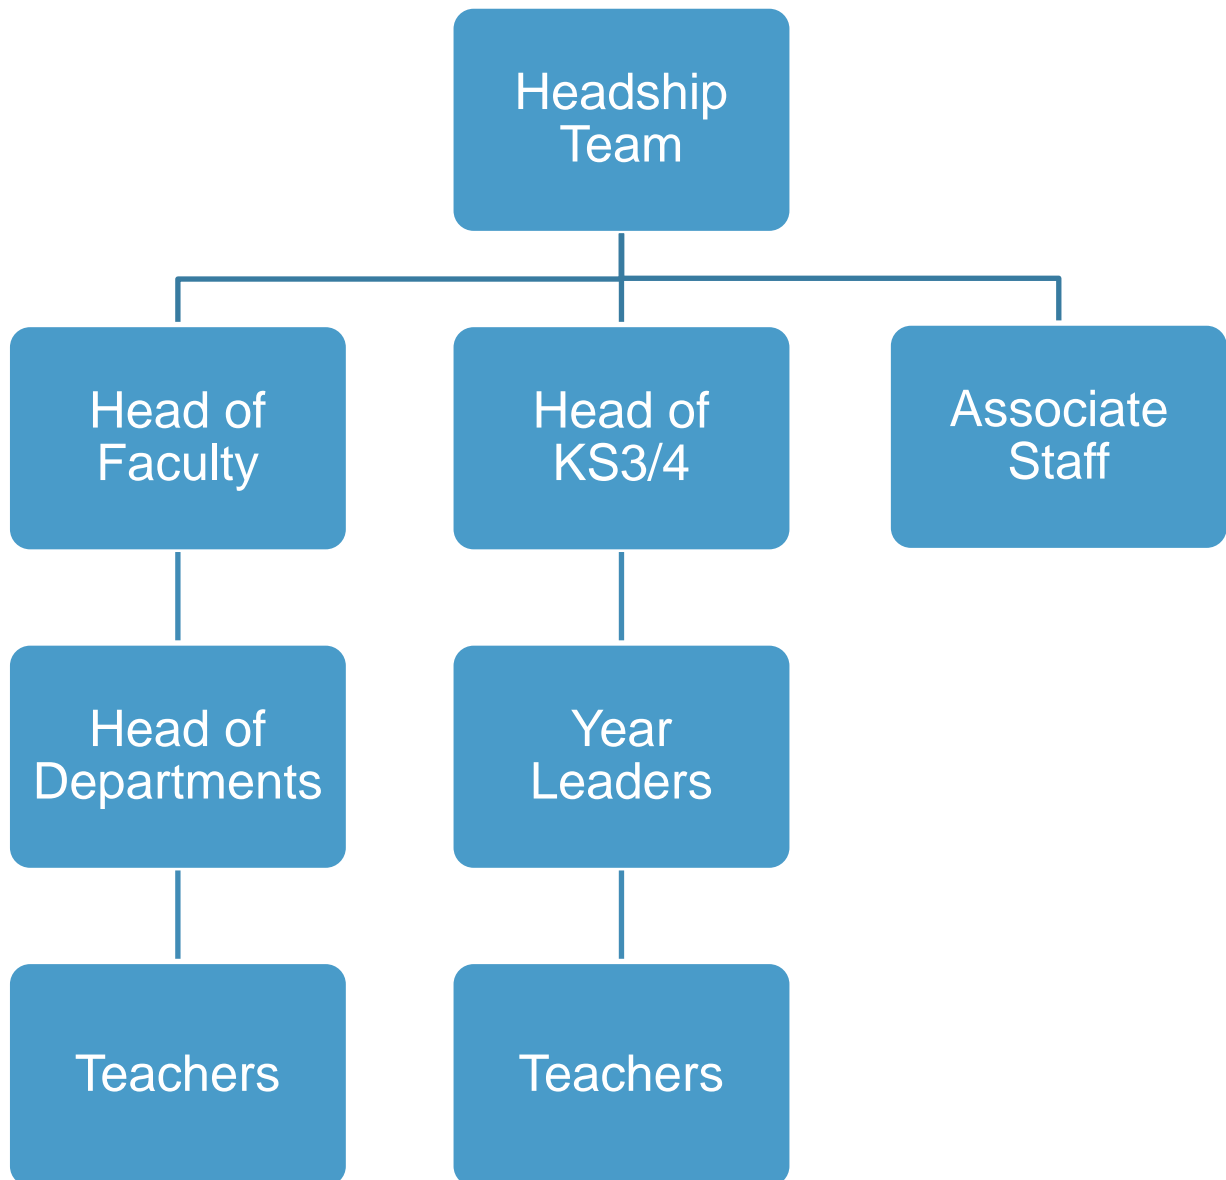 Headship
Team
Head of
Faculty
Head of
KS3/4
Associate
Staff
Head of
Departments
Year
Leaders
Teachers
Teachers